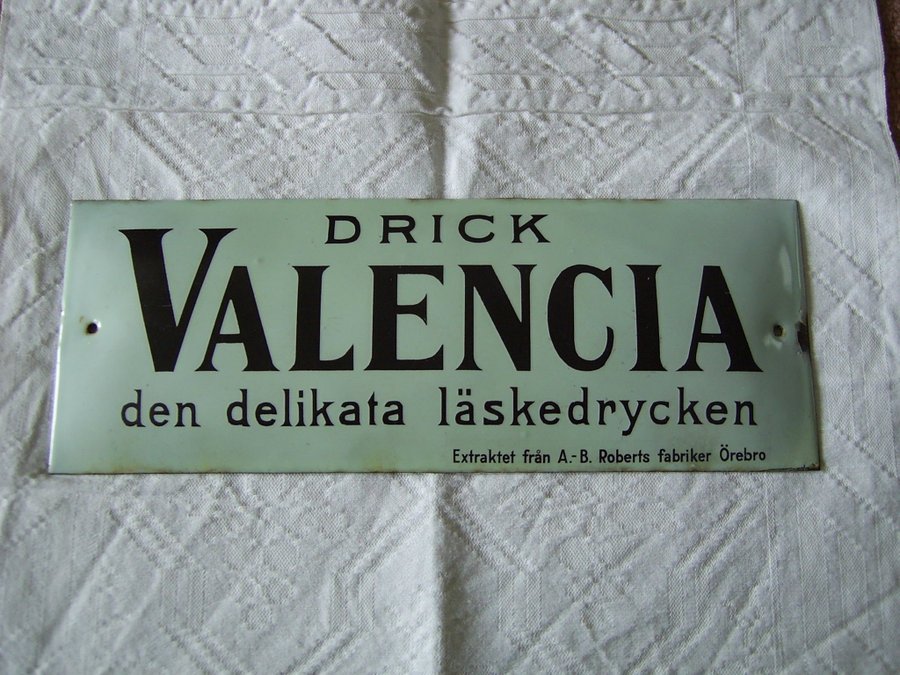 DRICK
VALENCIA
den delikata läskedrycken
Extraktet från A.-B. Roberts fabriker Örebro